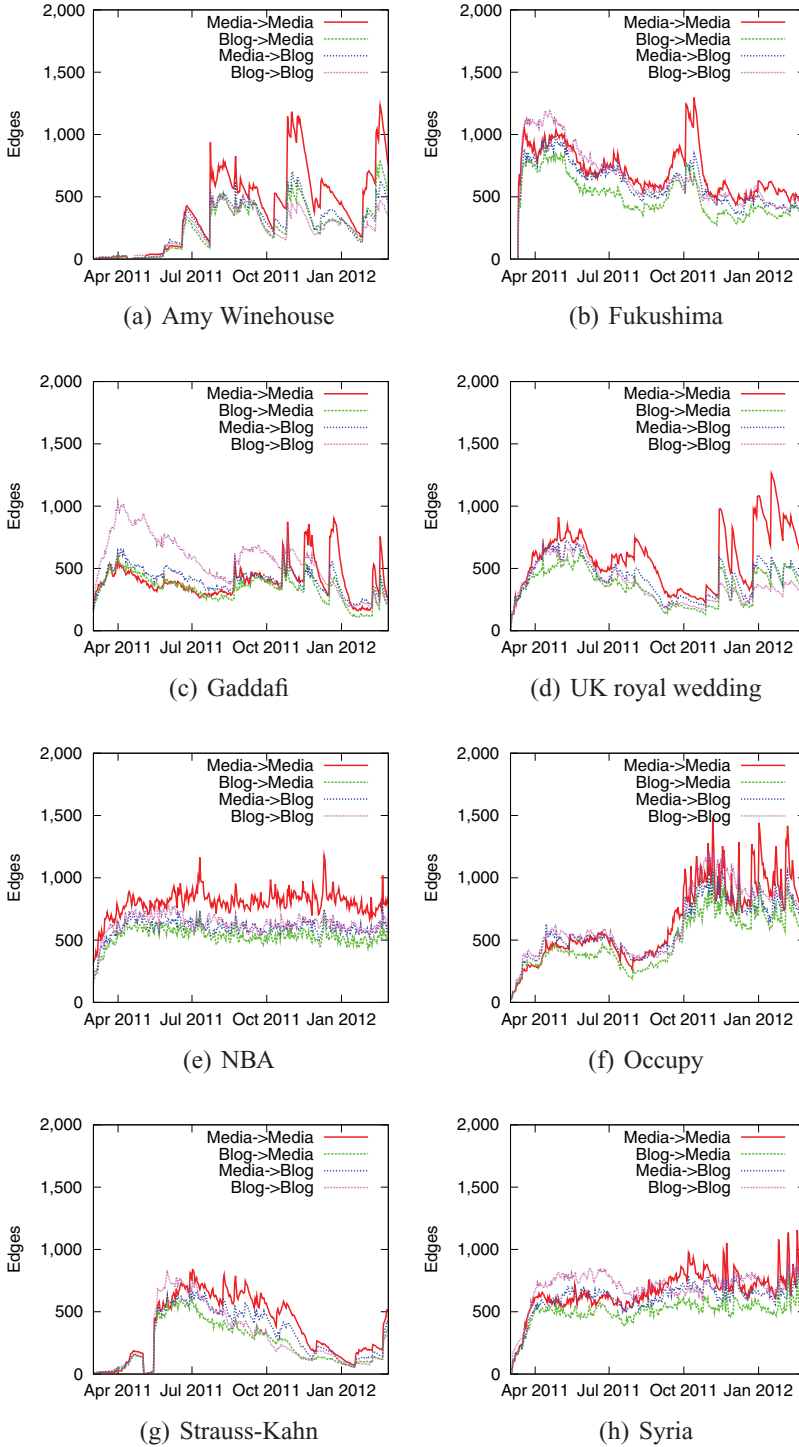 2,000
1,500
1,000
500
0
Edges
Apr 2011 Jul 2011 Oct 2011 Jan 2012
Media->Media
Blog->Media
Media->Blog
Blog->Blog
(a) Amy Winehouse
2,000
1,500
1,000
500
0
Edges
Apr 2011 Jul 2011 Oct 2011 Jan 2012
Media->Media
Blog->Media
Media->Blog
Blog->Blog
(b) Fukushima
2,000
1,500
1,000
500
0
Edges
Apr 2011 Jul 2011 Oct 2011 Jan 2012
Media->Media
Blog->Media
Media->Blog
Blog->Blog
(c) Gaddafi
2,000
1,500
1,000
500
0
Edges
Apr 2011 Jul 2011 Oct 2011 Jan 2012
Media->Media
Blog->Media
Media->Blog
Blog->Blog
(d) UK royal wedding
2,000
1,500
1,000
500
0
Edges
Apr 2011 Jul 2011 Oct 2011 Jan 2012
Media->Media
Blog->Media
Media->Blog
Blog->Blog
(e) NBA
2,000
1,500
1,000
500
0
Edges
Apr 2011 Jul 2011 Oct 2011 Jan 2012
Media->Media
Blog->Media
Media->Blog
Blog->Blog
(f) Occupy
2,000
1,500
1,000
500
0
Edges
Apr 2011 Jul 2011 Oct 2011 Jan 2012
Media->Media
Blog->Media
Media->Blog
Blog->Blog
(g) Strauss-Kahn
2,000
1,500
1,000
500
0
Edges
Apr 2011 Jul 2011 Oct 2011 Jan 2012
Media->Media
Blog->Media
Media->Blog
Blog->Blog
(h) Syria